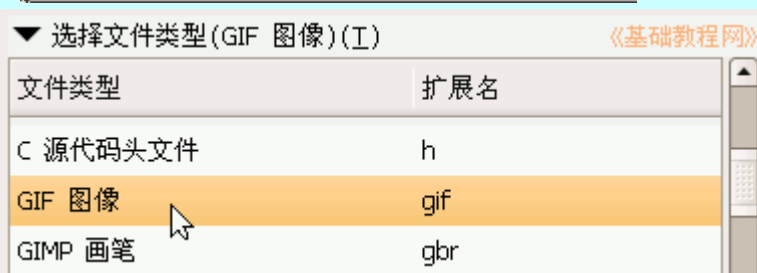 ▼ 选择文件类型(GIF 图像)(T) 《基础教程网》
文件类型 扩展名
C 源代码头文件 h
GIF 图像 gif
GIMP 画笔 gbr